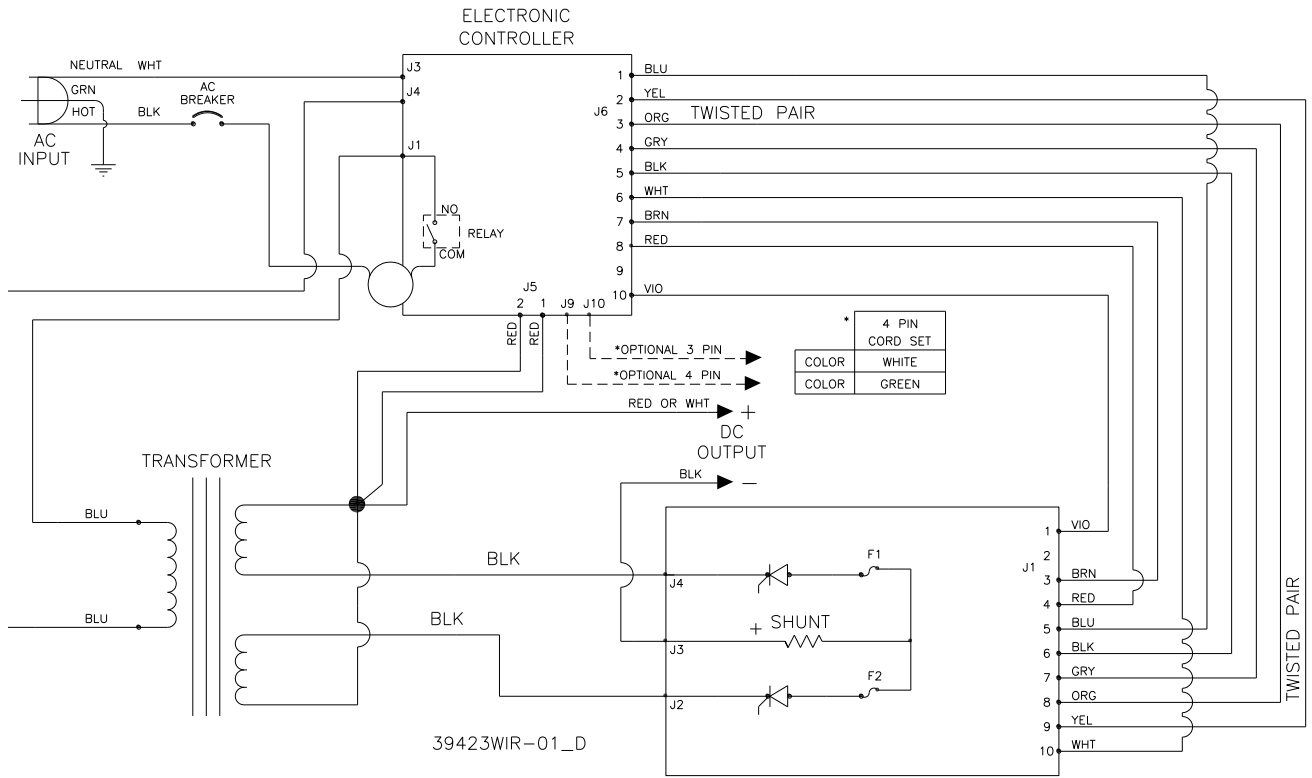 ELECTRONIC
CONTROLLER
NEUTRAL WHT
GRN
HOT
BLK
AC
BREAKER
AC
INPUT
J3
J4
J1
NO
RELAY
COM
J6
TWISTED PAIR
1 BLU
2 YEL
3 ORG
4 GRY
5 BLK
6 WHT
7 BRN
8 RED
9
10 VIO
J5
2 1 J9 J10
RED
RED
*OPTIONAL 3 PIN
*OPTIONAL 4 PIN
* 4 PIN
CORD SET
COLOR WHITE
COLOR GREEN
RED OR WHT
+
DC
OUTPUT
BLK
−
TRANSFORMER
BLU
BLU
BLK
BLK
J4
J3
J2
F1
+ SHUNT
F2
J1
1 VIO
2
3 BRN
4 RED
5 BLU
6 BLK
7 GRY
8 ORG
9 YEL
10 WHT
TWISTED PAIR
39423WIR-01_D